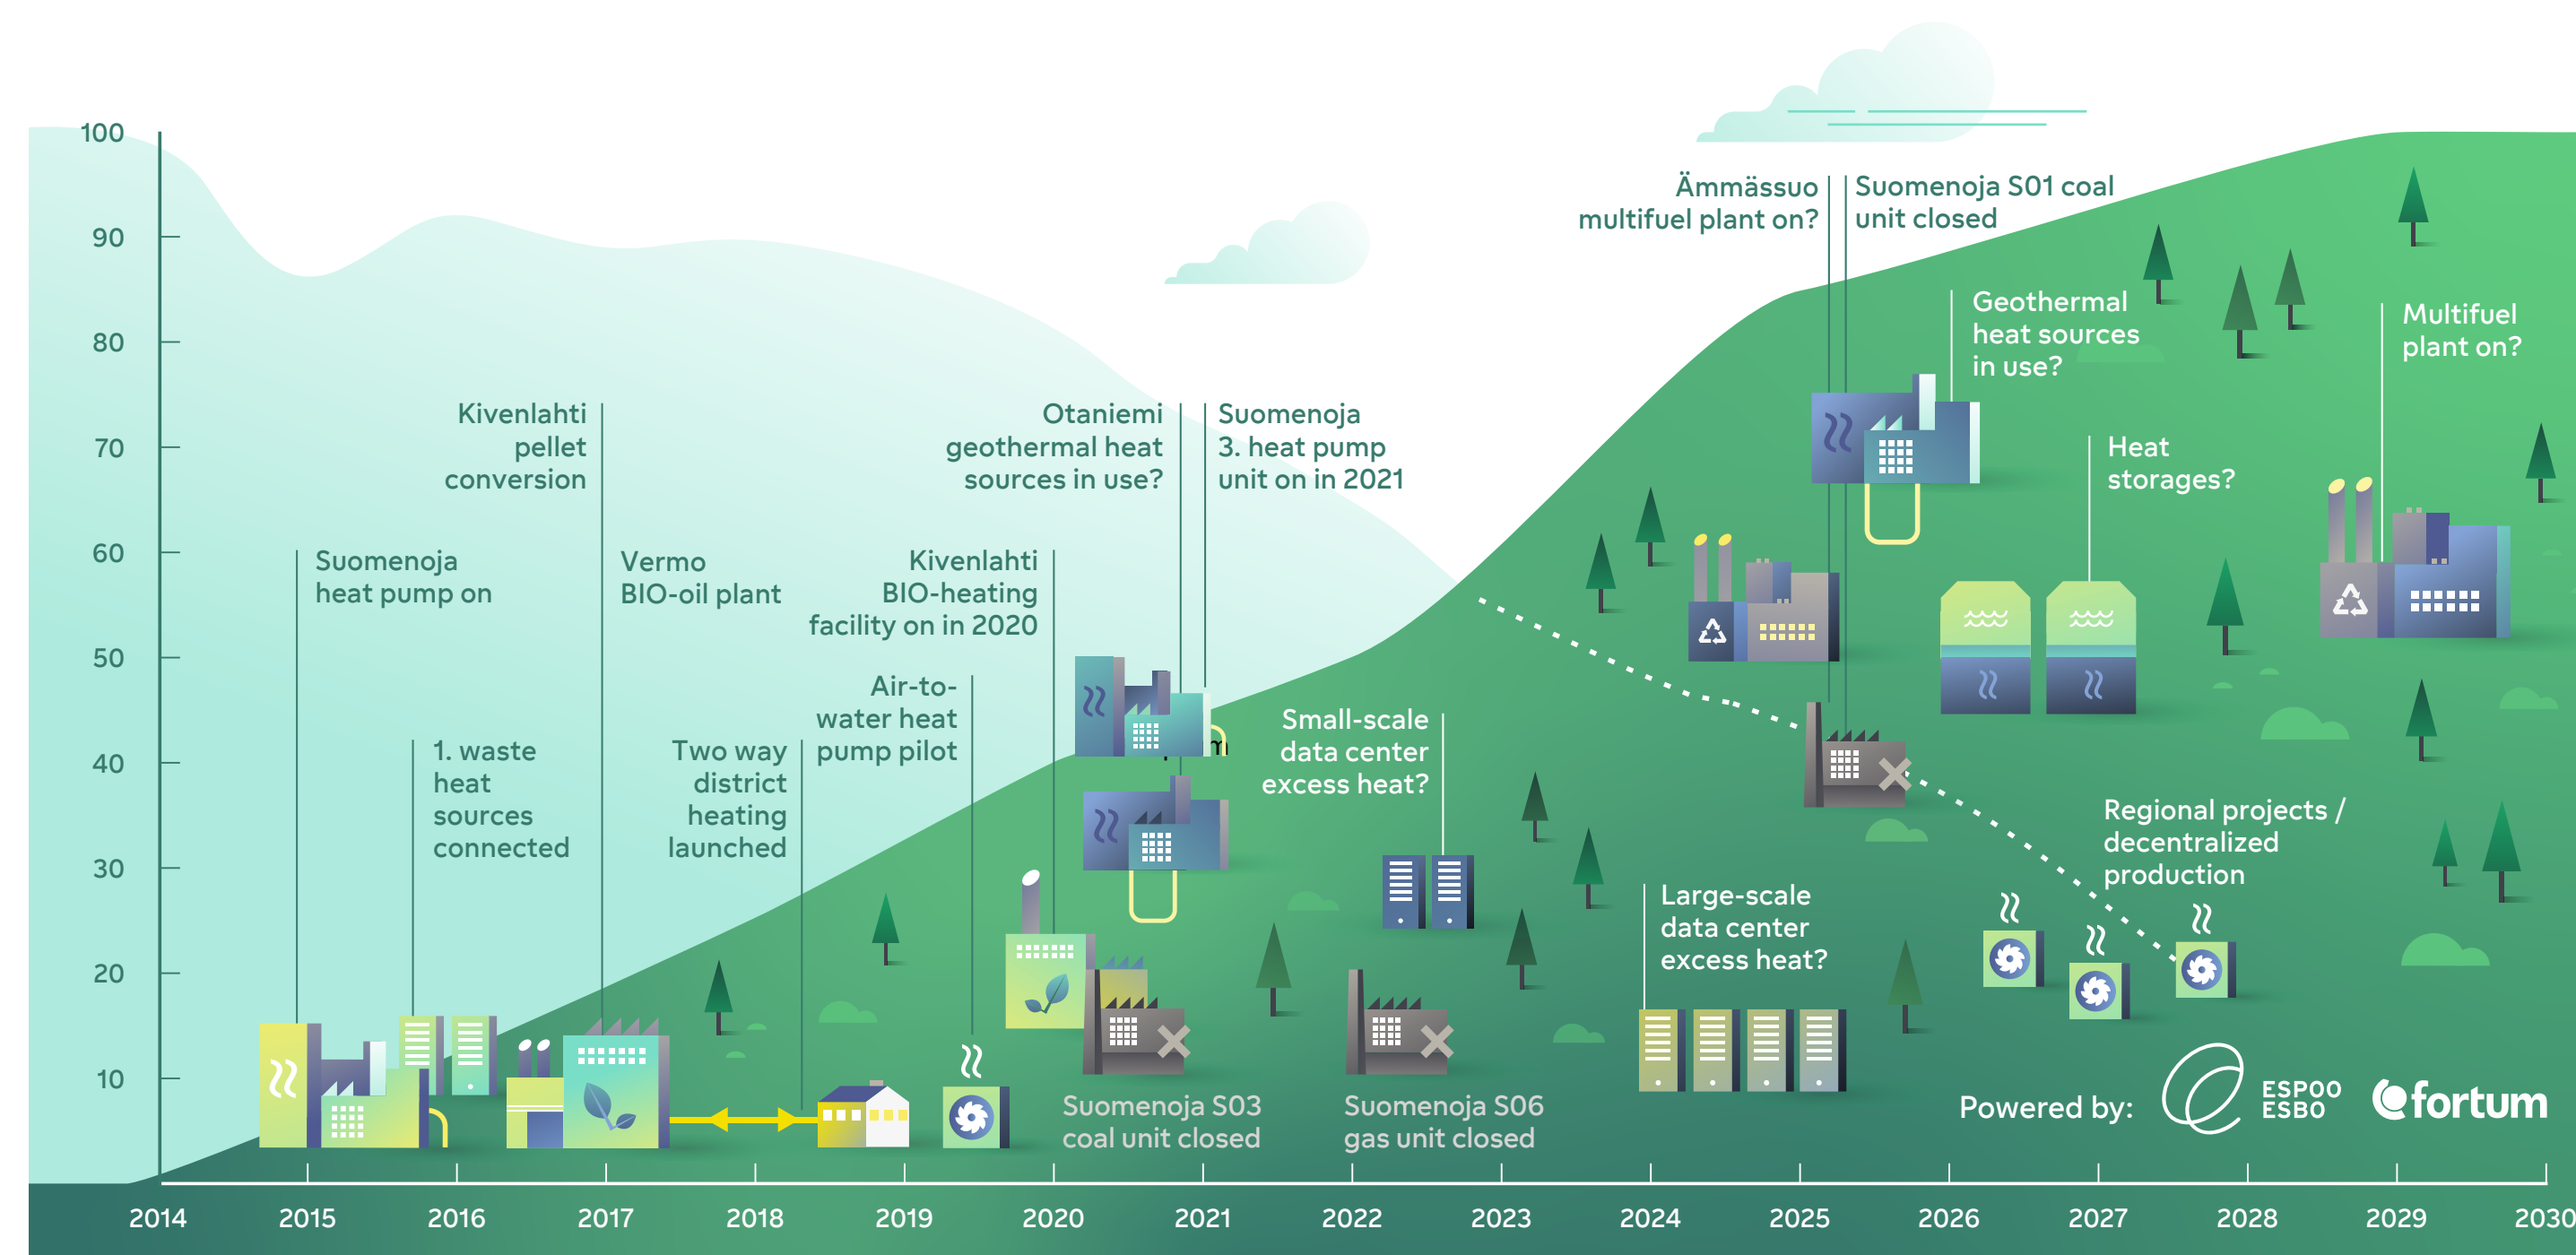 100
90
80
70
60
50
40
30
20
10
Suomenoja
heat pump on
1. waste
heat
sources
connected
Kivenlahti
pellet
conversion
Vermo
BIO-oil plant
Two way
district
heating
launched
Air-to-
water heat
pump pilot
Kivenlahti
BIO-heating
facility on in 2020
Otaniemi
geothermal heat
sources in use?
Suomenoja
3. heat pump
unit on in 2021
Suomenoja S03
coal unit closed
Small-scale
data center
excess heat?
Suomenoja S06
gas unit closed
Large-scale
data center
excess heat?
Ämmässuo
multifuel plant on?
Suomenoja S01 coal
unit closed
Geothermal
heat sources
in use?
Heat
storages?
Multifuel
plant on?
Regional projects /
decentralized
production
Powered by:
ESPOO
ESBO
fortum
2014 2015 2016 2017 2018 2019 2020 2021 2022 2023 2024 2025 2026 2027 2028 2029 2030